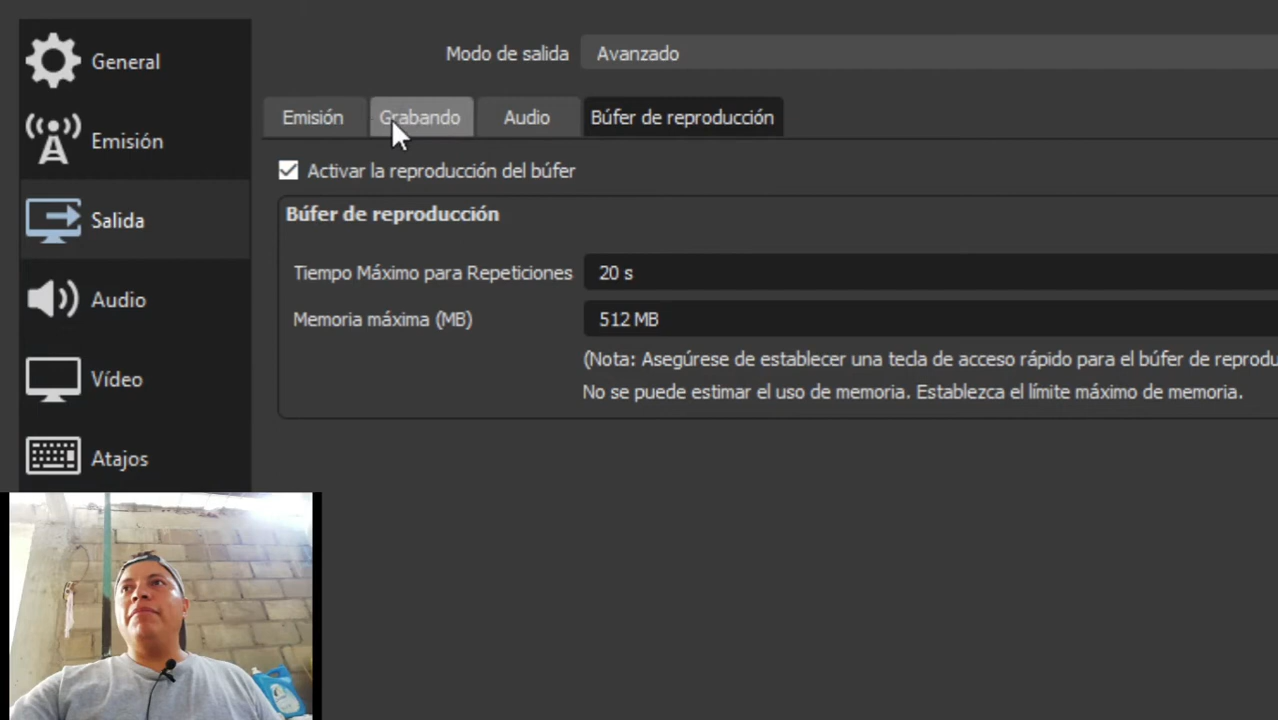 General
Emisión
Salida
Audio
Vídeo
Atajos
Modo de salida Avanzado
Emisión Grabando Audio Búfer de reproducción
Activar la reproducción del búfer
Búfer de reproducción
Tiempo Máximo para Repeticiones 20 s
Memoria máxima (MB) 512 MB
(Nota: Asegúrese de establecer una tecla de acceso rápido para el búfer de reprodu
No se puede estimar el uso de memoria. Establezca el límite máximo de memoria.